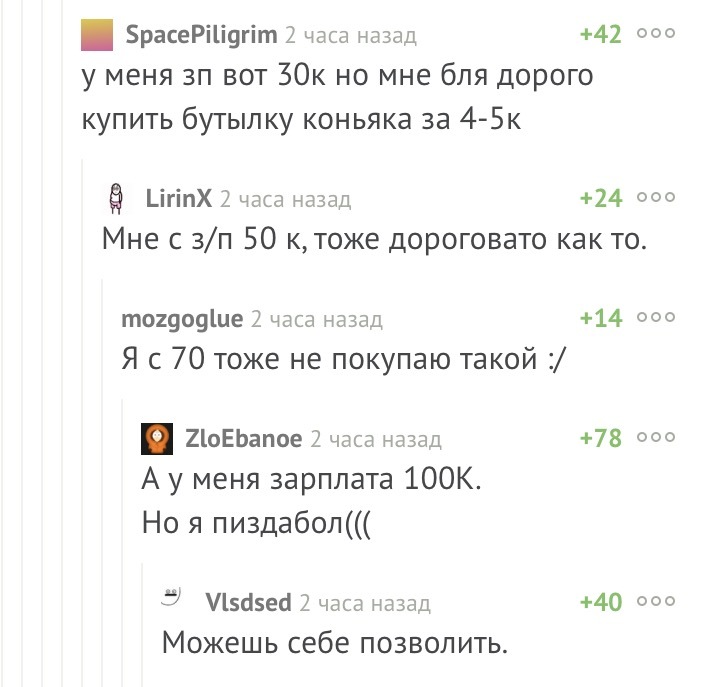 SpacePiligrim 2 часа назад +42
у меня зп вот 30к но мне бля дорого
купить бутылку коньяка за 4-5к
LirinX 2 часа назад +24
Мне с з/п 50 к, тоже дороговато как то.
mozgoglue 2 часа назад +14
Я с 70 тоже не покупаю такой :/
ZloEbanoe 2 часа назад +78
А у меня зарплата 100К.
Но я пиздабол(((
Vlsdsed 2 часа назад +40
Можешь себе позволить.